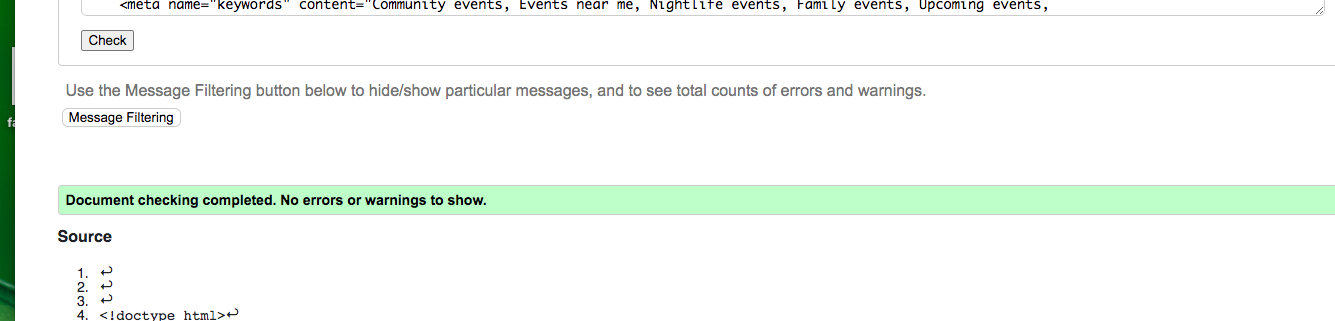 <meta name="keywords" content="Community events, Events near me, Nightlife events, Family events, Upcoming events,
Check
Use the Message Filtering button below to hide/show particular messages, and to see total counts of errors and warnings.
fa
Message Filtering
Document checking completed. No errors or warnings to show.
Source
1. ↩
2. ↩
3. ↩
4. <!doctype html>↩